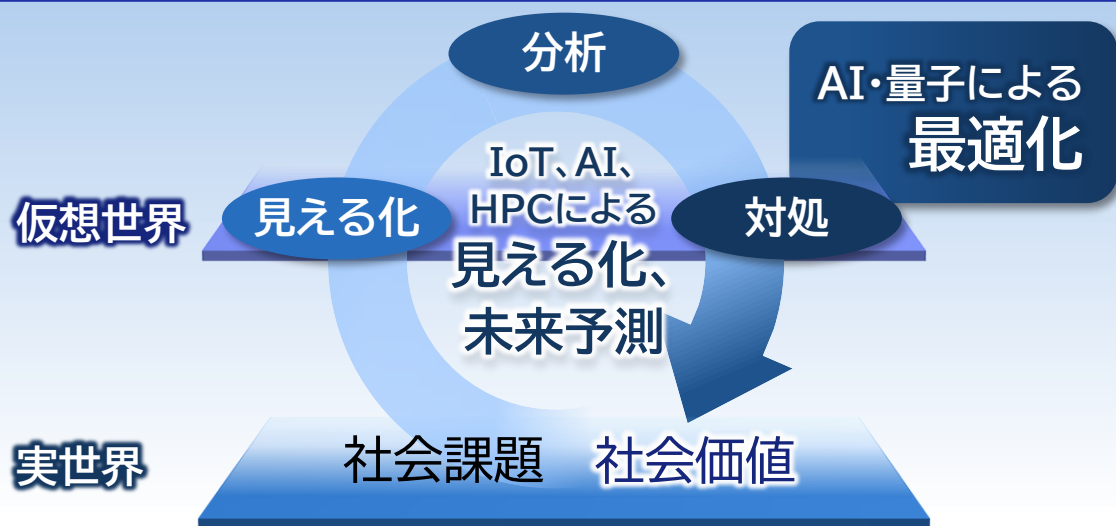 分析
AI・量子による
最適化
IoT、AI、
HPCによる
見える化、
未来予測
仮想世界
見える化
対処
実世界
社会課題
社会価値